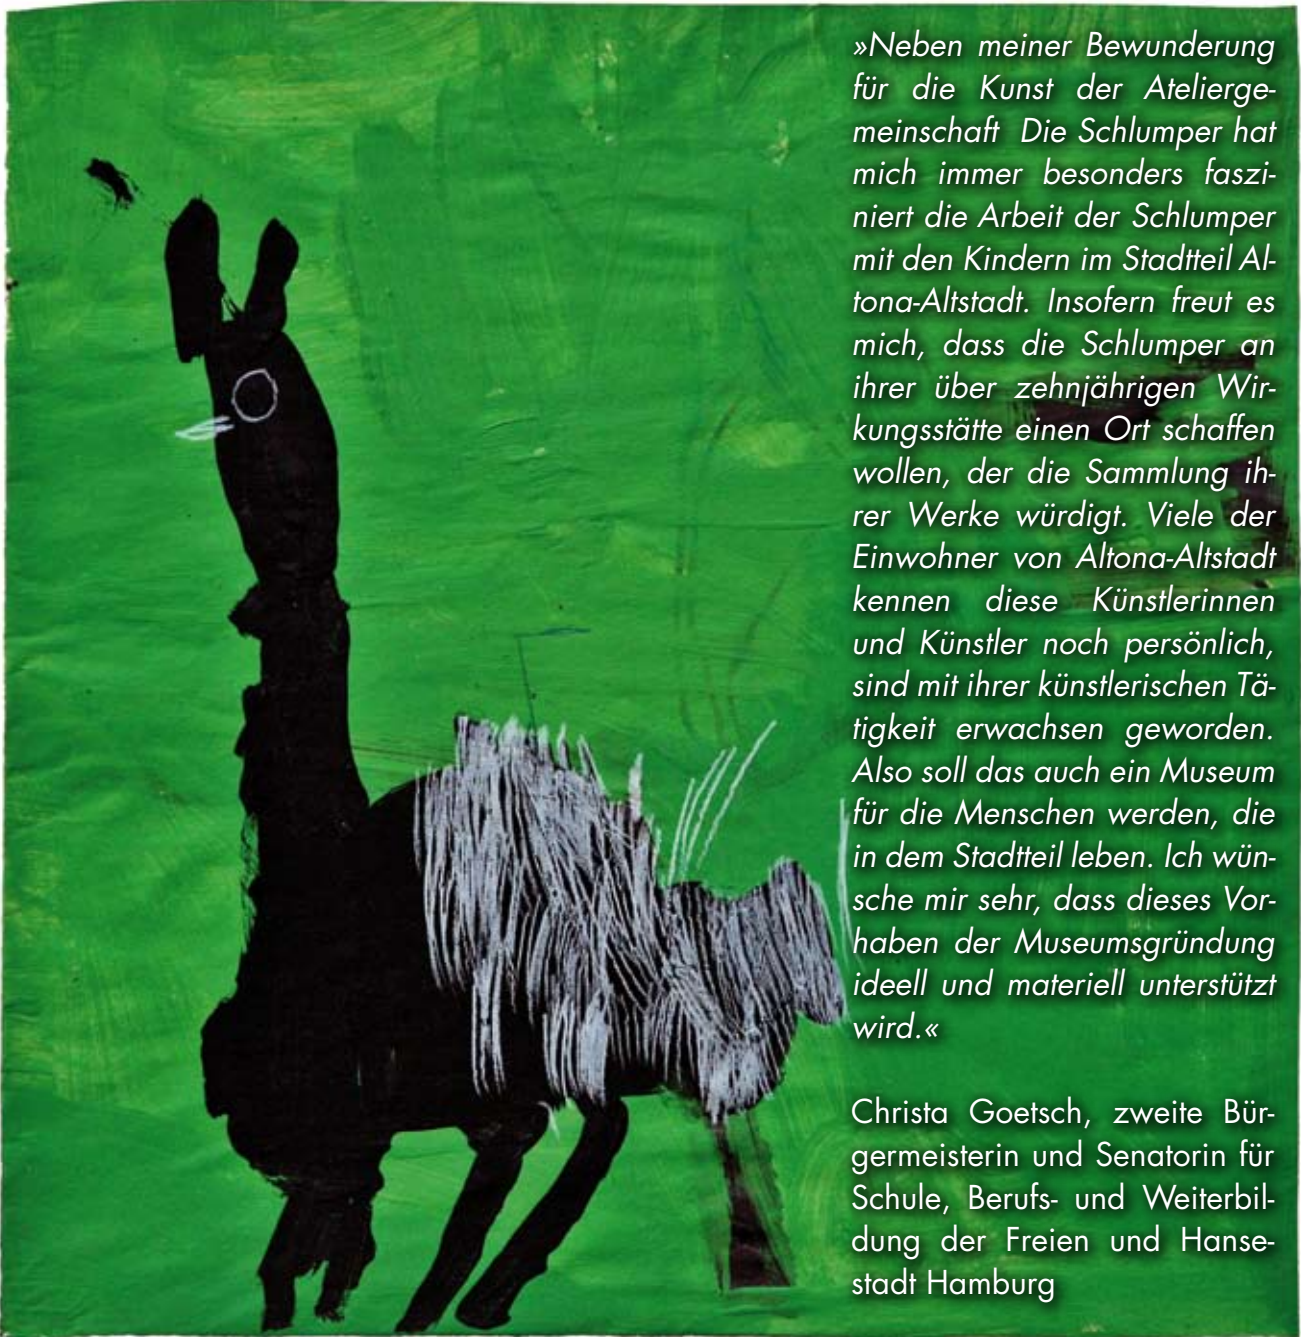 »Neben meiner Bewunderung
für die Kunst der Atelierge-
meinschaft Die Schlumper hat
mich immer besonders faszi-
niert die Arbeit der Schlumper
mit den Kindern im Stadtteil Al-
tona-Altstadt. Insofern freut es
mich, dass die Schlumper an
ihrer über zehnjährigen Wir-
kungsstätte einen Ort schaffen
wollen, der die Sammlung ih-
rer Werke würdigt. Viele der
Einwohner von Altona-Altstadt
kennen diese Künstlerinnen
und Künstler noch persönlich,
sind mit ihrer künstlerischen Tä-
tigkeit erwachsen geworden.
Also soll das auch ein Museum
für die Menschen werden, die
in dem Stadtteil leben. Ich wün-
sche mir sehr, dass dieses Vor-
haben der Museumsgründung
ideell und materiell unterstützt
wird.«
Christa Goetsch, zweite Bür-
germeisterin und Senatorin für
Schule, Berufs- und Weiterbil-
dung der Freien und Hanse-
stadt Hamburg